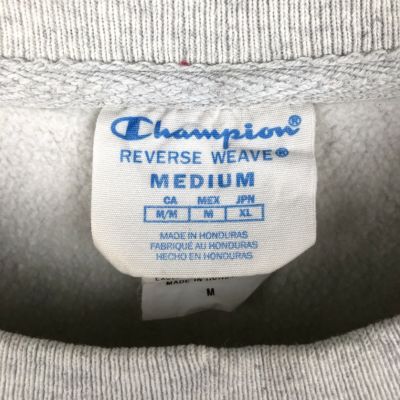 Champion®
REVERSE WEAVE®
MEDIUM
CA MEX JPN
M/M M XL
MADE IN HONDURAS
FABRIQUÉ AU HONDURAS
HECHO EN HONDURAS
MADE IN
M